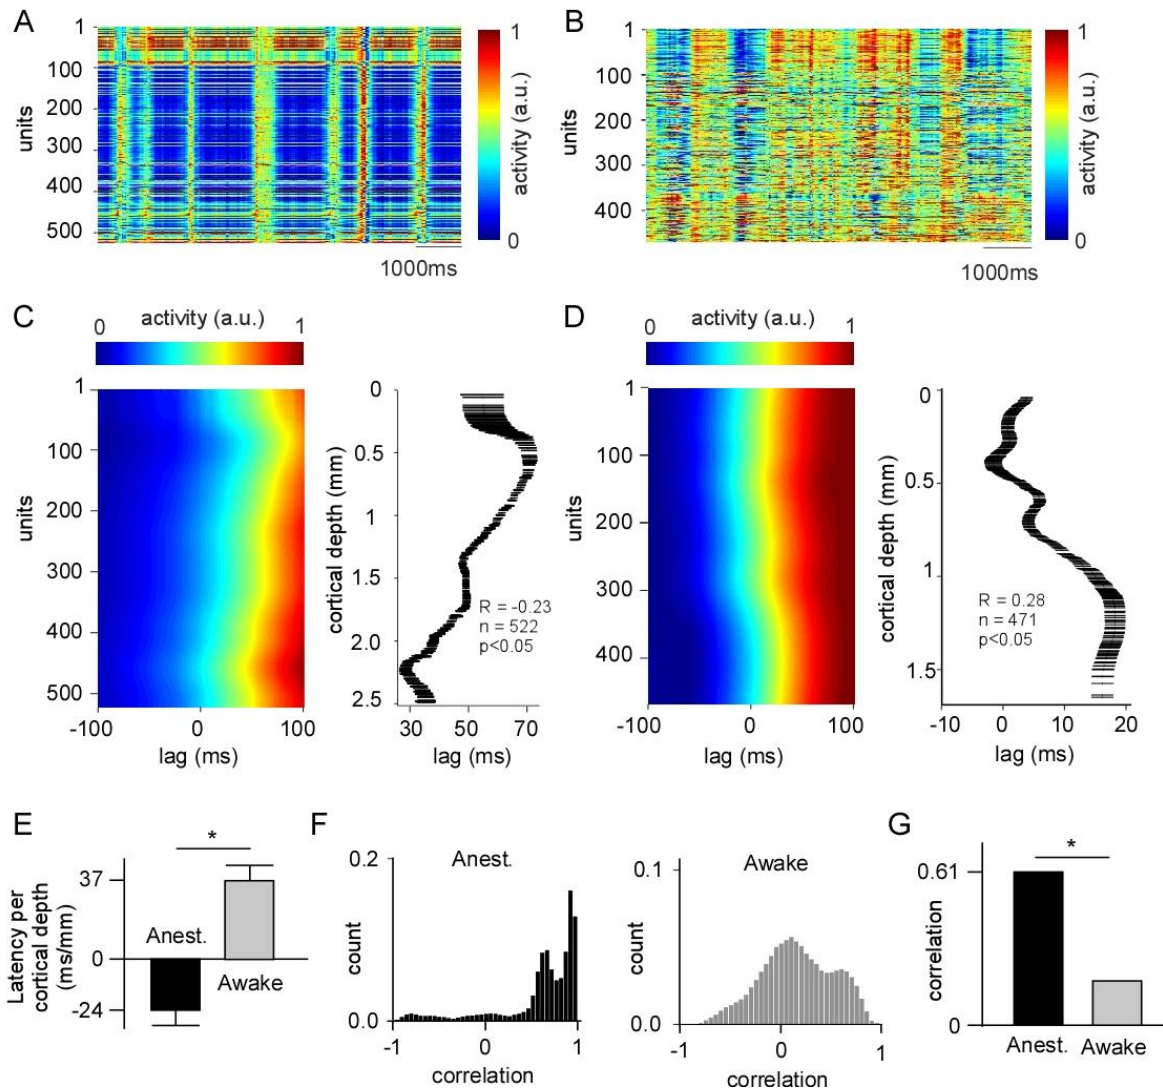 A
1
100
200
300
400
500
units
1
0
activity (a.u.)
1000ms
B
1
100
200
300
400
units
1
0
activity (a.u.)
1000ms
C
0 activity (a.u.) 1
1
100
200
300
400
500
units
-100 0 100
lag (ms)
0
0.5
1
1.5
2.0
2.5
cortical depth (mm)
R = -0.23
n = 522
p<0.05
30 50 70
lag (ms)
D
0 activity (a.u.) 1
1
100
200
300
400
units
-100 0 100
lag (ms)
0
0.5
1
1.5
cortical depth (mm)
R = 0.28
n = 471
p<0.05
-10 0 10 20
lag (ms)
E
*
37
0
-24
Latency per
cortical depth
(ms/mm)
Anest.
Awake
F
Anest.
0.2
0.0
count
-1 0 1
correlation
Awake
0.1
0.0
count
-1 0 1
correlation
G
*
0.61
0
correlation
Anest. Awake